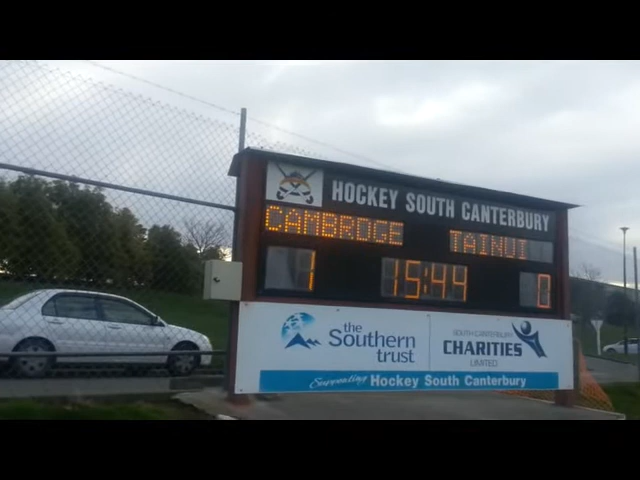 HOCKEY SOUTH CANTERBURY
CAMBRDGE TAINUI
1 15:44 0
the Southern trust
SOUTH CANTERBURY
CHARITIES
LIMITED
Supporting Hockey South Canterbury